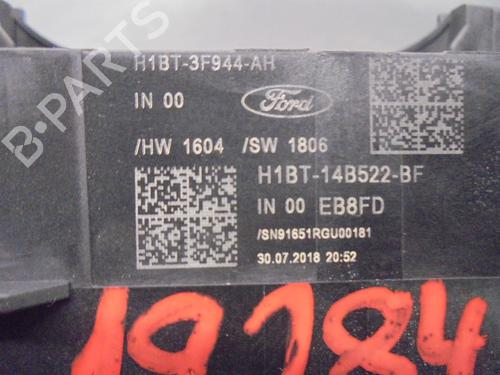 H1BT-3F944-AH
IN 00
Ford
/HW 1604 /SW 1806
H1BT-14B522-BF
IN 00 EB8FD
/SN91651RGU00181
30.07.2018 20:52
19184
B-Parts